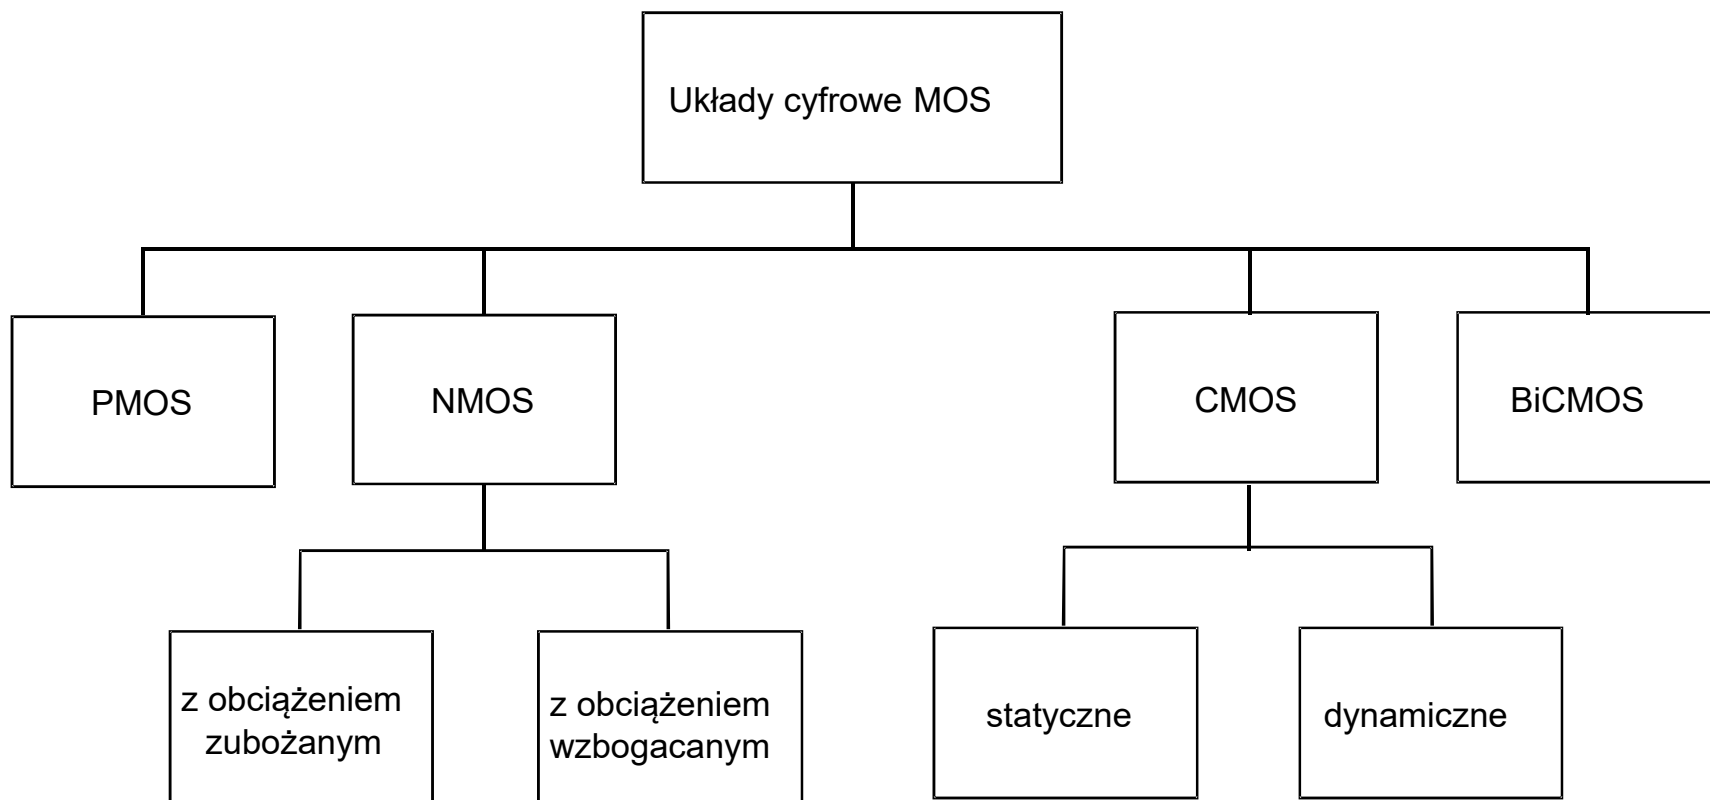 Układy cyfrowe MOS
PMOS
NMOS
CMOS
BiCMOS
z obciążeniem
zubożanym
z obciążeniem
wzbogacanym
statyczne
dynamiczne